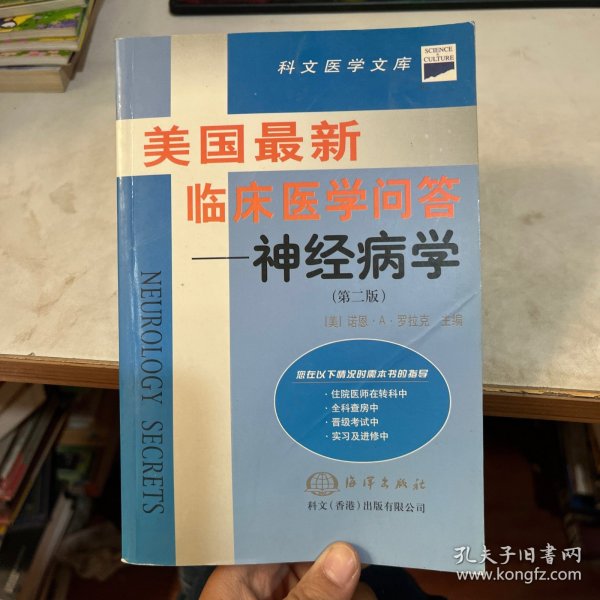 科文医学文库
SCIENCE
&
CULTURE
美国最新
临床医学问答
—神经病学
(第二版)
[美] 诺恩·A·罗拉克 主编
NEUROLOGY SECRETS
您在以下情况时需本书的指导
·住院医师在转科中
·全科查房中
·晋级考试中
·实习及进修中
海洋出版社
科文(香港)出版有限公司
孔夫子旧书网
www.kongfz.com